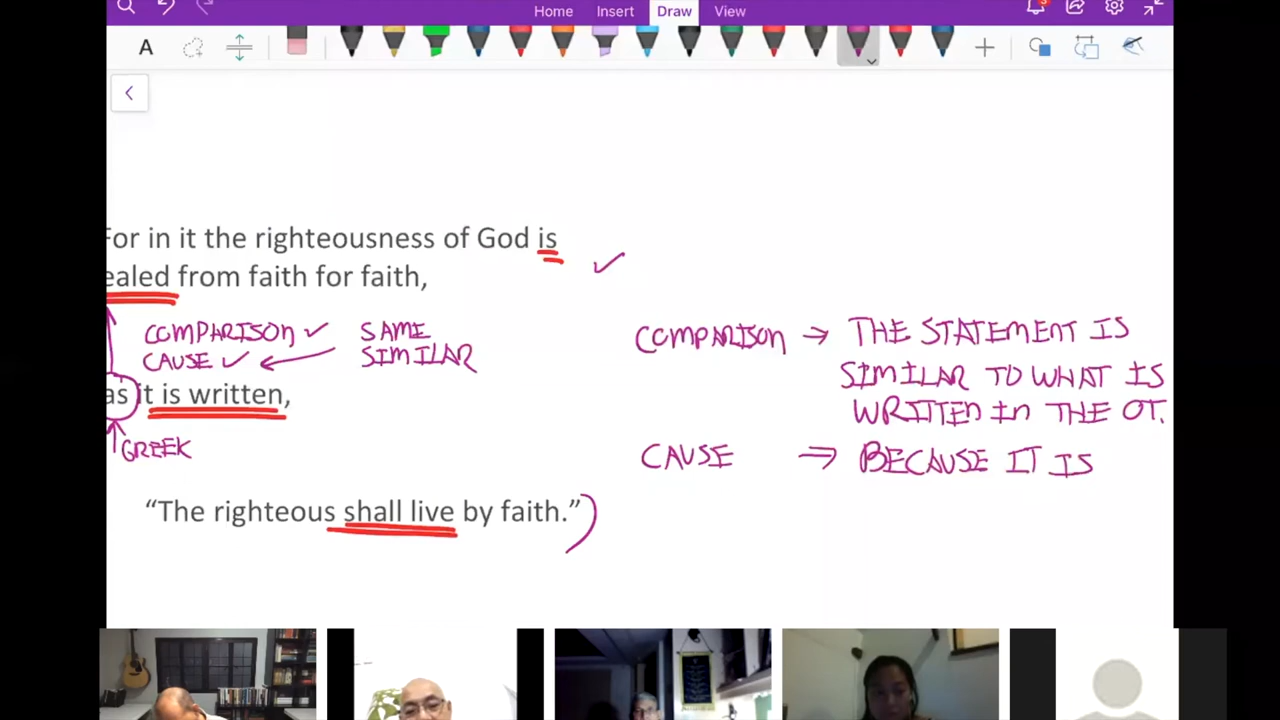 Home Insert Draw View
A
For in it the righteousness of God is
ealed from faith for faith,
COMPARISON ✓ SAME
CAUSE ✓ SIMILAR
as it is written,
GREEK
“The righteous shall live by faith.”
COMPARISON → THE STATEMENT IS
SIMILAR TO WHAT IS
WRITTEN IN THE OT.
CAUSE ⇒ BECAUSE IT IS